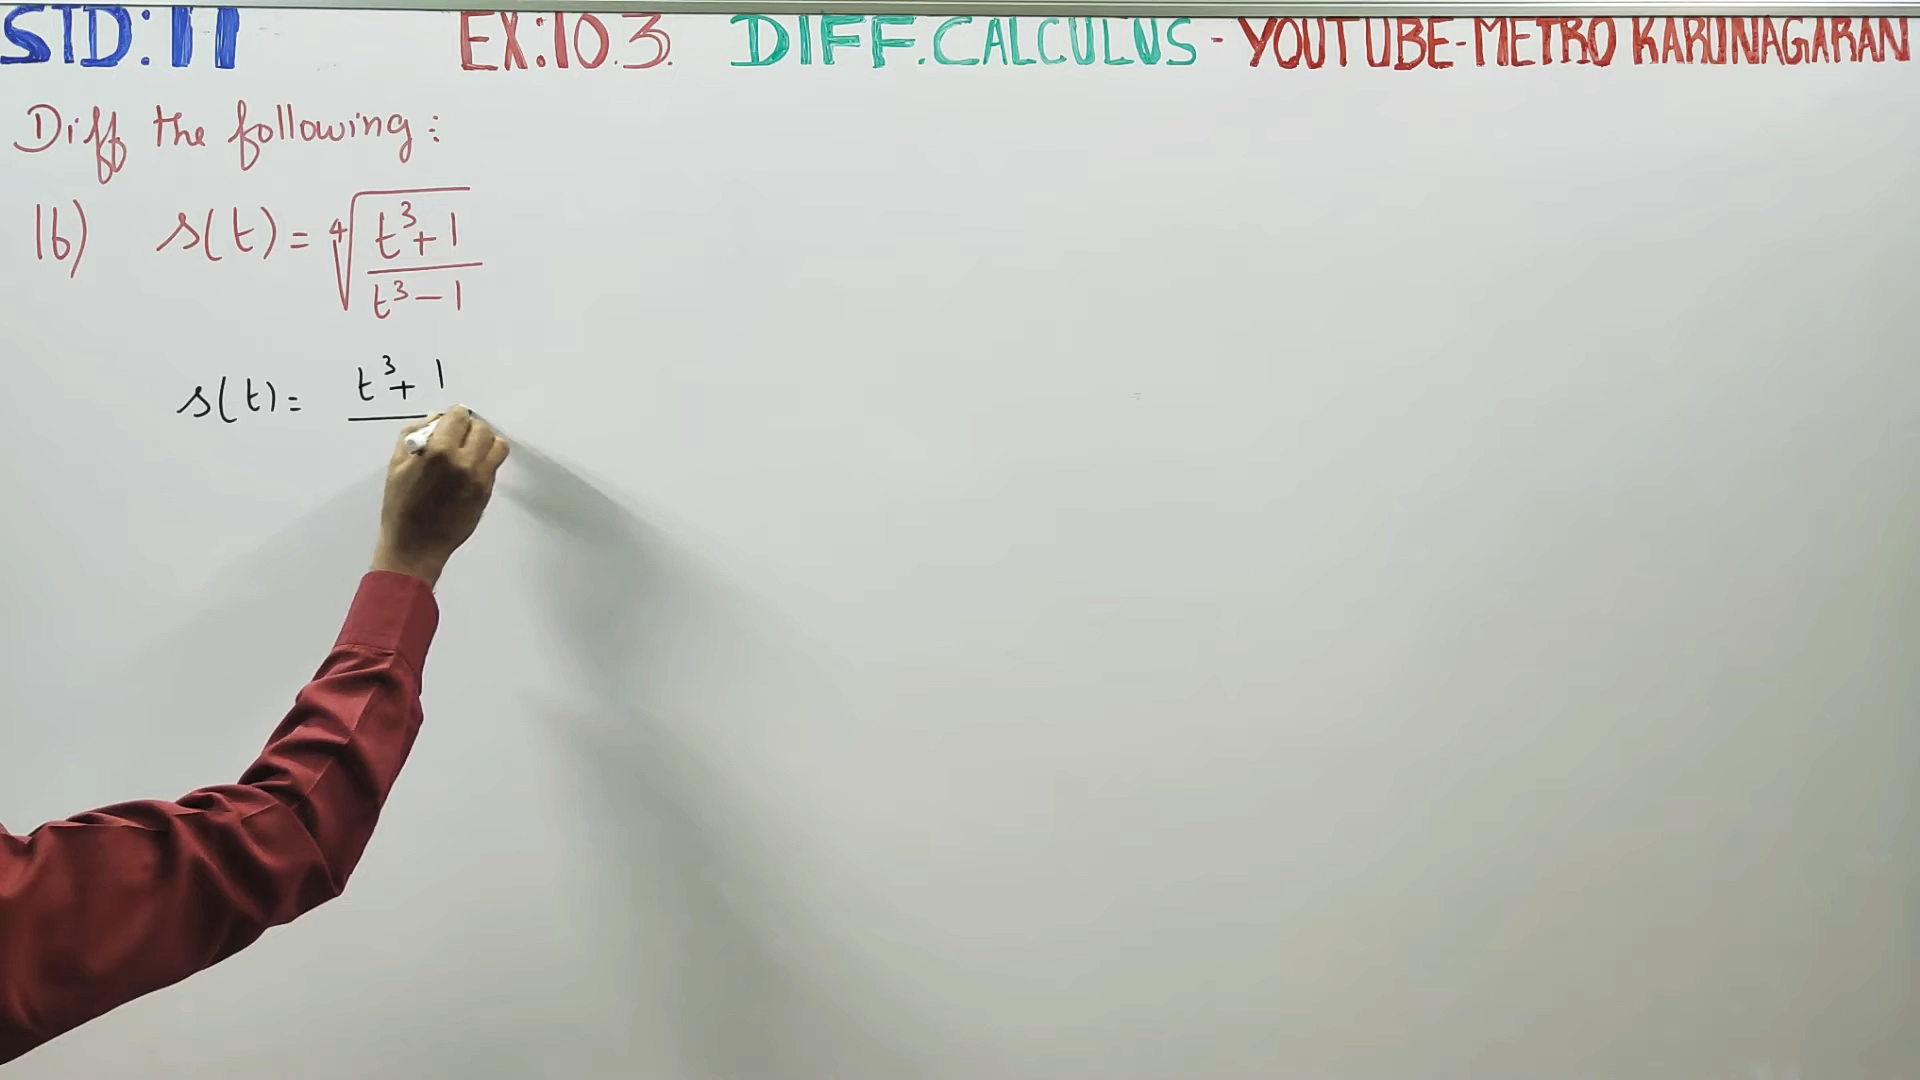 STD:11 EX:10.3. DIFF.CALCULUS - YOUTUBE-METRO KARUNAGARAN
Diff the following:
16) s(t) = ∜((t³+1)/(t³-1))
s(t) = t³+1